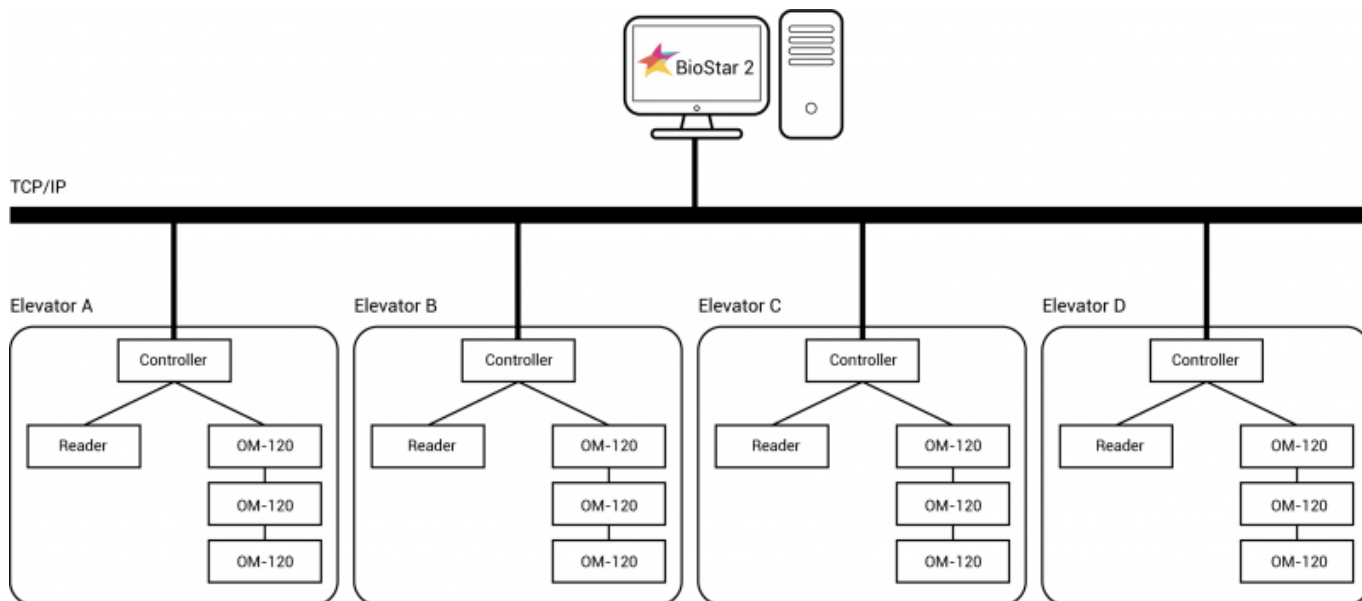 BioStar 2
TCP/IP
Elevator A
Elevator B
Elevator C
Elevator D
Controller
Controller
Controller
Controller
Reader
OM-120
Reader
OM-120
Reader
OM-120
Reader
OM-120
OM-120
OM-120
OM-120
OM-120
OM-120
OM-120
OM-120
OM-120